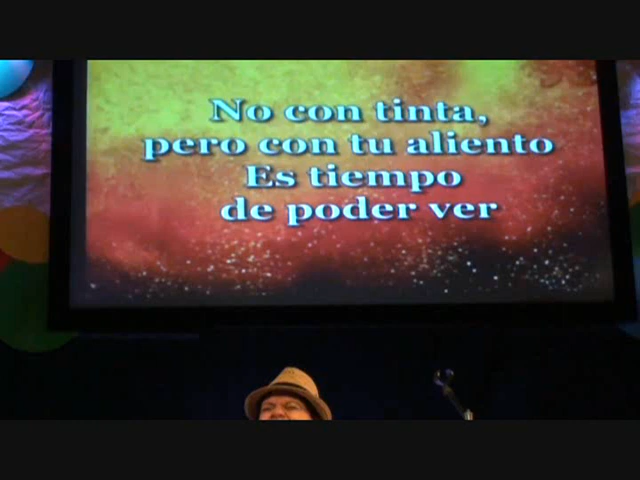 No con tinta,
pero con tu aliento
Es tiempo
de poder ver